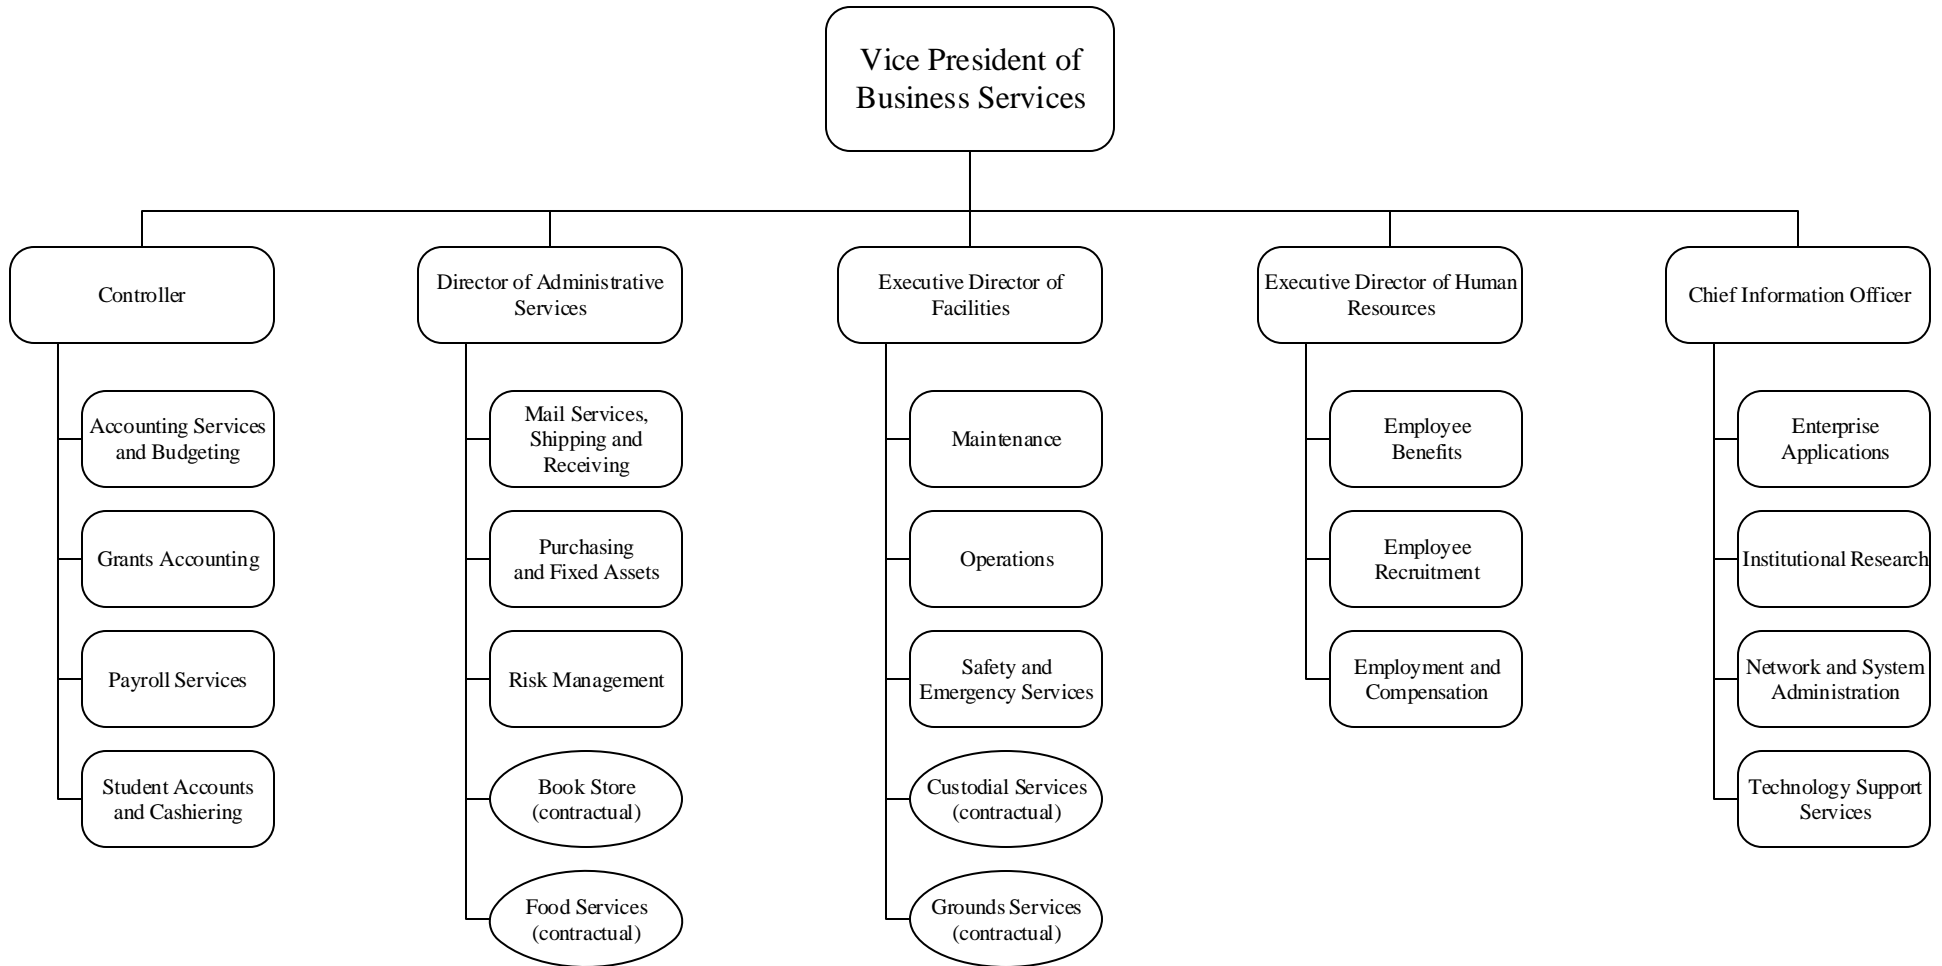 Vice President of
Business Services
Controller
Director of Administrative
Services
Executive Director of
Facilities
Executive Director of Human
Resources
Chief Information Officer
Accounting Services
and Budgeting
Grants Accounting
Payroll Services
Student Accounts
and Cashiering
Mail Services,
Shipping and
Receiving
Purchasing
and Fixed Assets
Risk Management
Book Store
(contractual)
Food Services
(contractual)
Maintenance
Operations
Safety and
Emergency Services
Custodial Services
(contractual)
Grounds Services
(contractual)
Employee
Benefits
Employee
Recruitment
Employment and
Compensation
Enterprise
Applications
Institutional Research
Network and System
Administration
Technology Support
Services